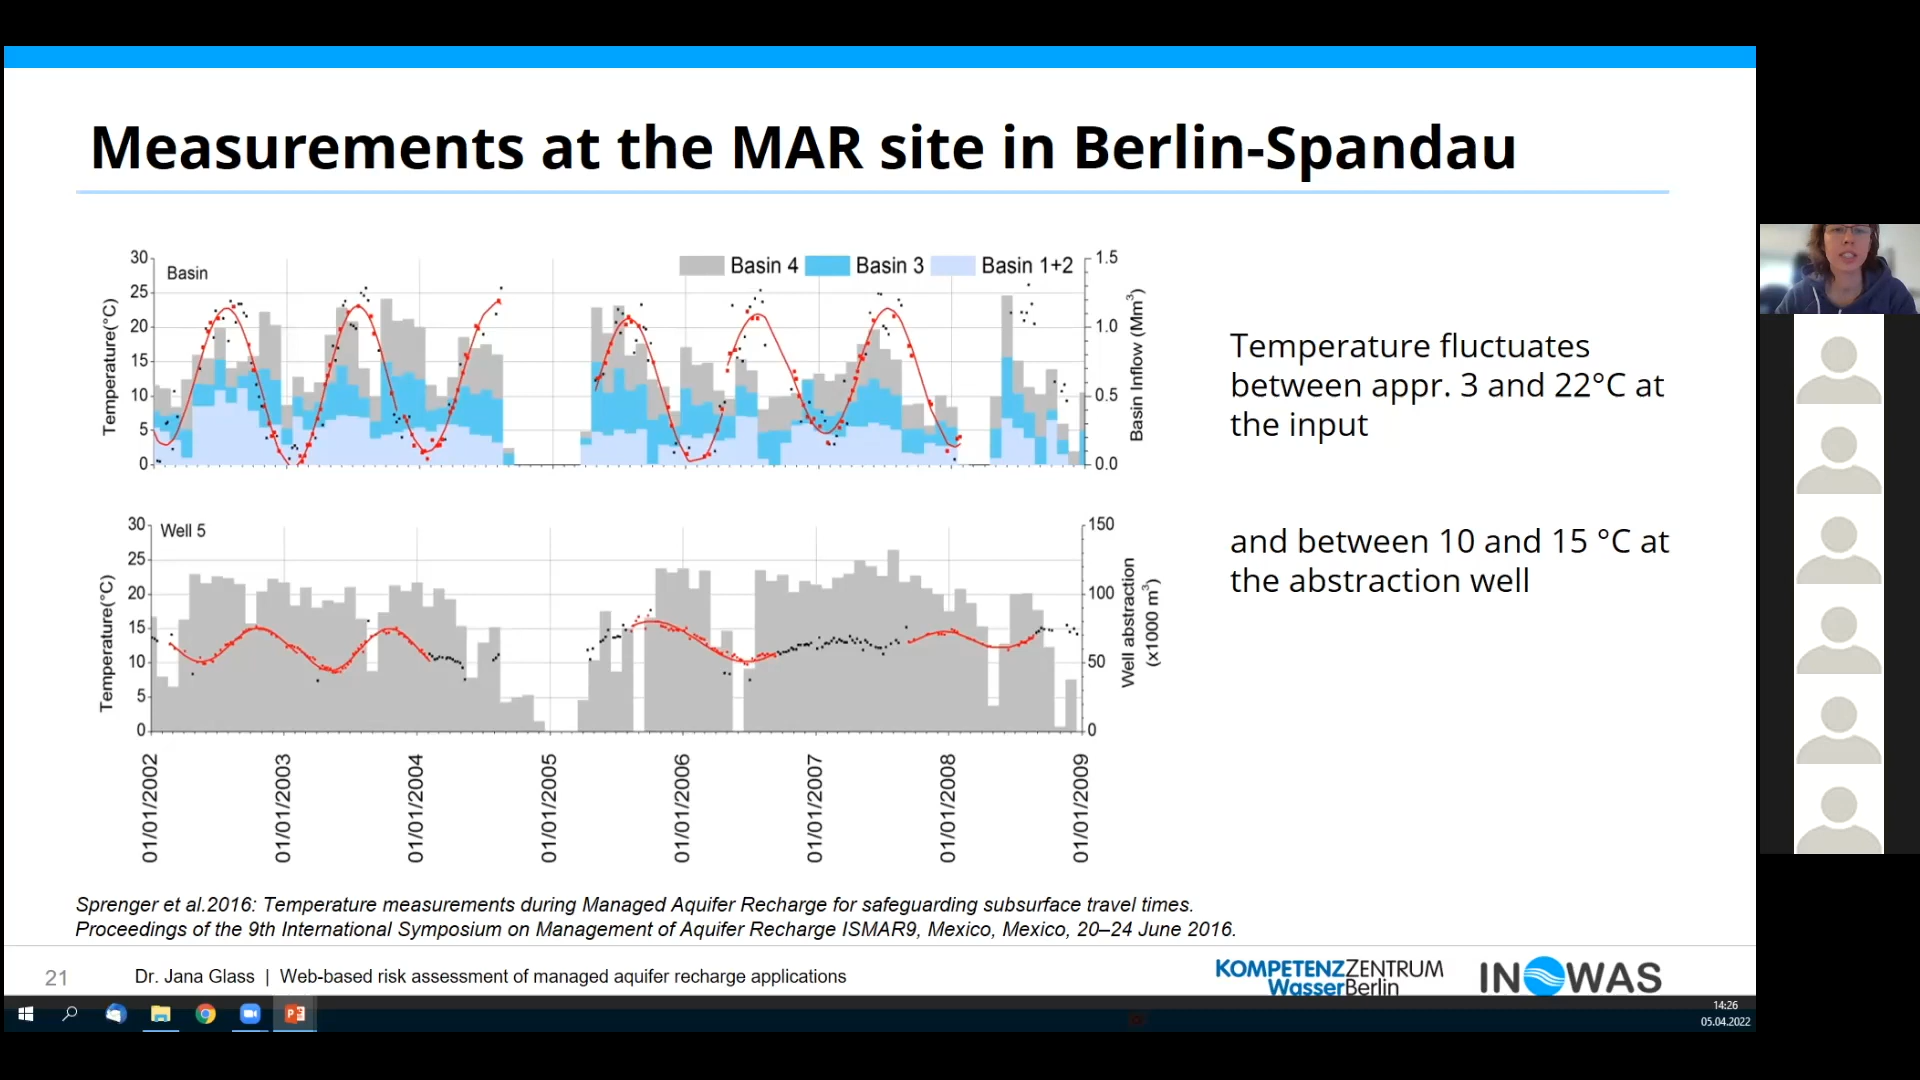 Measurements at the MAR site in Berlin-Spandau
30
25
20
15
10
5
0
Temperature(°C)
Basin
Basin 4
Basin 3
Basin 1+2
1.5
1.0
0.5
0.0
Basin Inflow (Mm³)
Temperature fluctuates
between appr. 3 and 22°C at
the input
30
25
20
15
10
5
0
Temperature(°C)
Well 5
150
100
50
0
Well abstraction
(x1000 m³)
and between 10 and 15 °C at
the abstraction well
01/01/2002
01/01/2003
01/01/2004
01/01/2005
01/01/2006
01/01/2007
01/01/2008
01/01/2009
Sprenger et al.2016: Temperature measurements during Managed Aquifer Recharge for safeguarding subsurface travel times.
Proceedings of the 9th International Symposium on Management of Aquifer Recharge ISMAR9, Mexico, Mexico, 20–24 June 2016.
21
Dr. Jana Glass | Web-based risk assessment of managed aquifer recharge applications
KOMPETENZZENTRUM
WasserBerlin
INOWAS
14:26
05.04.2022